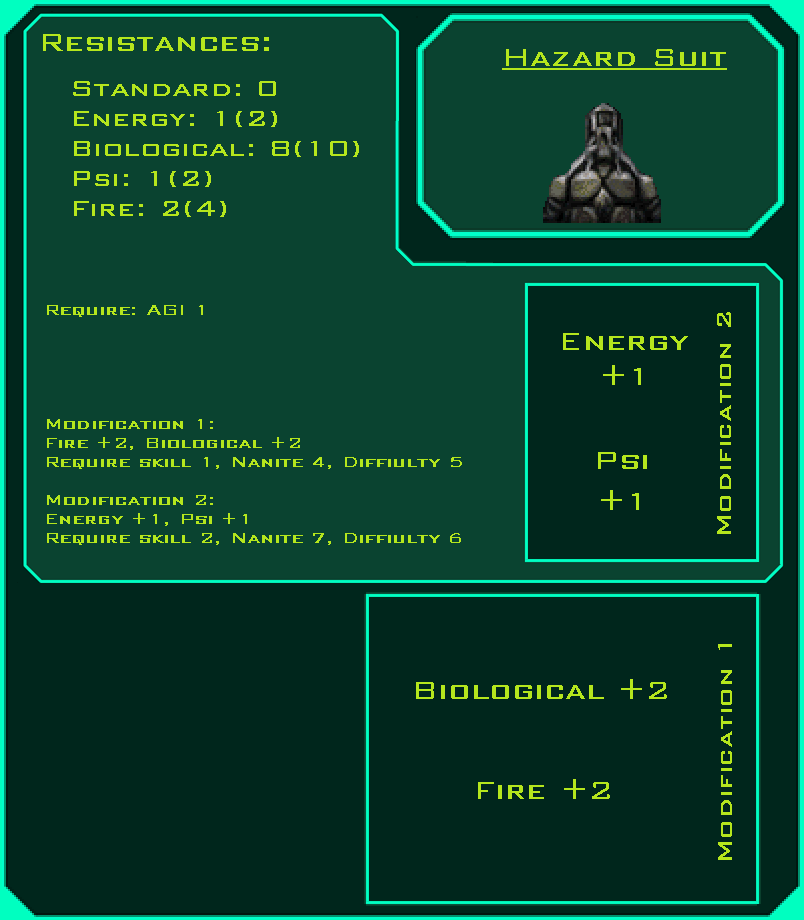 Resistances:
Standard: 0
Energy: 1(2)
Biological: 8(10)
Psi: 1(2)
Fire: 2(4)
Hazard Suit
Require: AGI 1
Modification 1:
Fire +2, Biological +2
Require skill 1, Nanite 4, Diffiulty 5
Modification 2:
Energy +1, Psi +1
Require skill 2, Nanite 7, Diffiulty 6
Energy
+1
Psi
+1
Modification 2
Biological +2
Fire +2
Modification 1